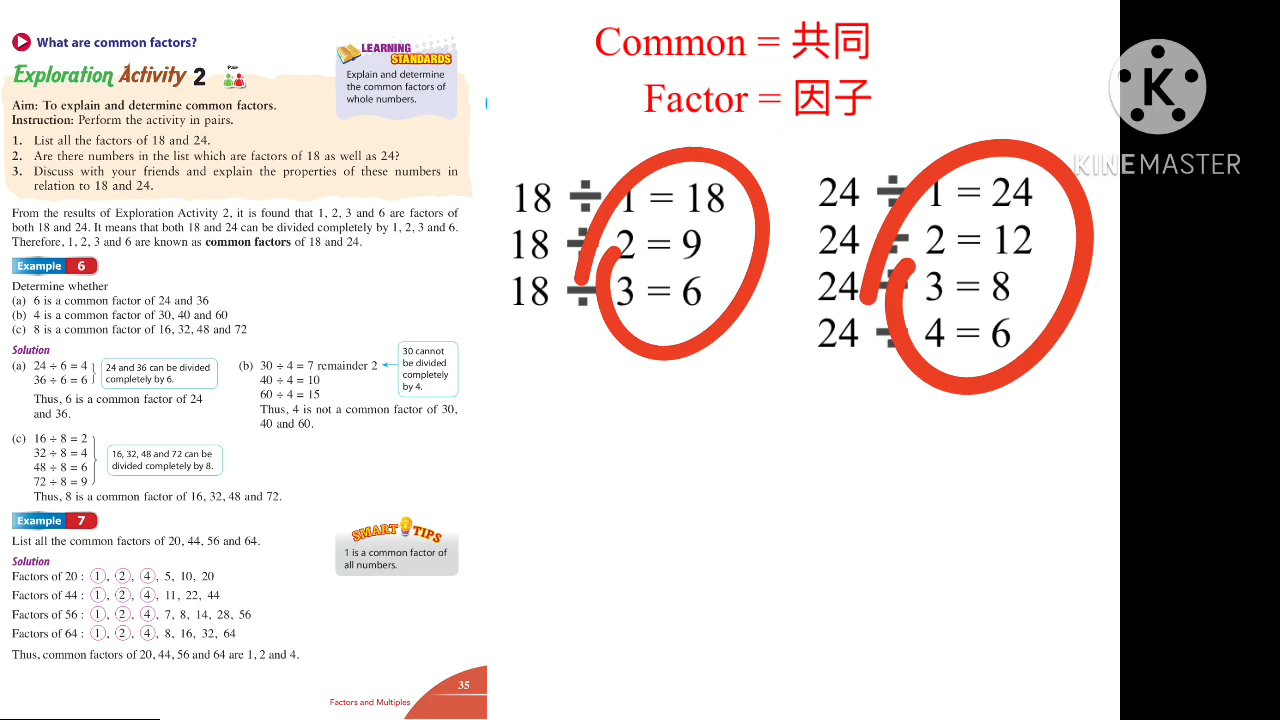 What are common factors?
Exploration Activity 2
Pair
LEARNING
STANDARDS
Explain and determine
the common factors of
whole numbers.
Aim: To explain and determine common factors.
Instruction: Perform the activity in pairs.
1. List all the factors of 18 and 24.
2. Are there numbers in the list which are factors of 18 as well as 24?
3. Discuss with your friends and explain the properties of these numbers in
relation to 18 and 24.
From the results of Exploration Activity 2, it is found that 1, 2, 3 and 6 are factors of
both 18 and 24. It means that both 18 and 24 can be divided completely by 1, 2, 3 and 6.
Therefore, 1, 2, 3 and 6 are known as common factors of 18 and 24.
Example 6
Determine whether
(a) 6 is a common factor of 24 and 36
(b) 4 is a common factor of 30, 40 and 60
(c) 8 is a common factor of 16, 32, 48 and 72
Solution
(a) 24 ÷ 6 = 4
36 ÷ 6 = 6
24 and 36 can be divided
completely by 6.
Thus, 6 is a common factor of 24
and 36.
(b) 30 ÷ 4 = 7 remainder 2
40 ÷ 4 = 10
60 ÷ 4 = 15
30 cannot
be divided
completely
by 4.
Thus, 4 is not a common factor of 30,
40 and 60.
(c) 16 ÷ 8 = 2
32 ÷ 8 = 4
48 ÷ 8 = 6
72 ÷ 8 = 9
16, 32, 48 and 72 can be
divided completely by 8.
Thus, 8 is a common factor of 16, 32, 48 and 72.
Example 7
List all the common factors of 20, 44, 56 and 64.
SMART TIPS
1 is a common factor of
all numbers.
Solution
Factors of 20 : 1, 2, 4, 5, 10, 20
Factors of 44 : 1, 2, 4, 11, 22, 44
Factors of 56 : 1, 2, 4, 7, 8, 14, 28, 56
Factors of 64 : 1, 2, 4, 8, 16, 32, 64
Thus, common factors of 20, 44, 56 and 64 are 1, 2 and 4.
35
Factors and Multiples
Common = 共同
Factor = 因子
18 ÷ 1 = 18
18 ÷ 2 = 9
18 ÷ 3 = 6
24 ÷ 1 = 24
24 ÷ 2 = 12
24 ÷ 3 = 8
24 ÷ 4 = 6
K
KINEMASTER